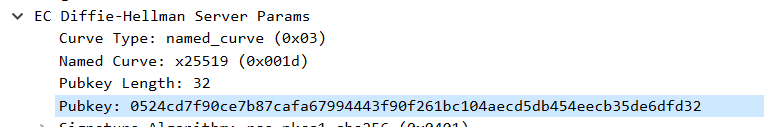 EC Diffie-Hellman Server Params
Curve Type: named_curve (0x03)
Named Curve: x25519 (0x001d)
Pubkey Length: 32
Pubkey: 0524cd7f90ce7b87cafa67994443f90f261bc104aecd5db454eecb35de6dfd32